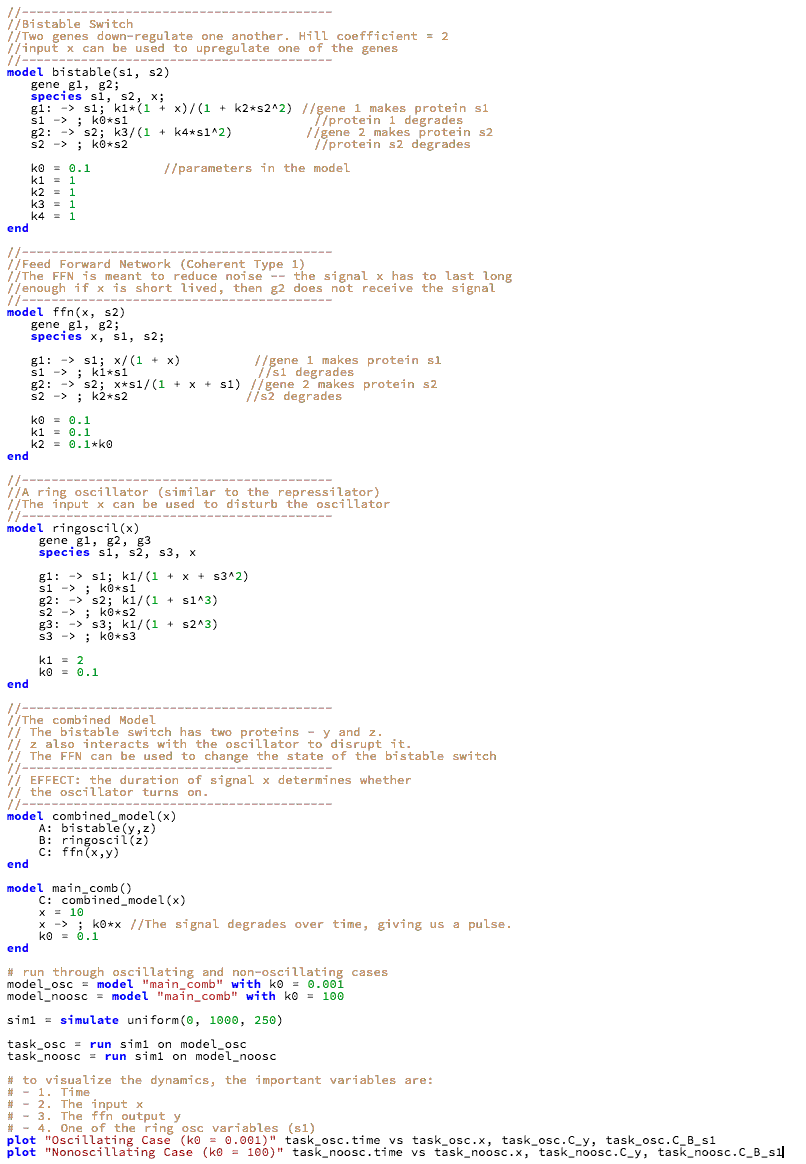 //-----------------------------------------
//Bistable Switch
//Two genes down-regulate one another. Hill coefficient = 2
//input x can be used to upregulate one of the genes
//-----------------------------------------
model bistable(s1, s2)
   gene g1, g2;
   species s1, s2, x;
   g1: -> s1; k1*(1 + x)/(1 + k2*s2^2) //gene 1 makes protein s1
   s1 -> ; k0*s1                         //protein 1 degrades
   g2: -> s2; k3/(1 + k4*s1^2)          //gene 2 makes protein s2
   s2 -> ; k0*s2                         //protein s2 degrades

   k0 = 0.1          //parameters in the model
   k1 = 1
   k2 = 1
   k3 = 1
   k4 = 1
end

//-----------------------------------------
//Feed Forward Network (Coherent Type 1)
//The FFN is meant to reduce noise -- the signal x has to last long
//enough if x is short lived, then g2 does not receive the signal
//-----------------------------------------
model ffn(x, s2)
   gene g1, g2;
   species x, s1, s2;

   g1: -> s1; x/(1 + x)          //gene 1 makes protein s1
   s1 -> ; k1*s1                 //s1 degrades
   g2: -> s2; x*s1/(1 + x + s1) //gene 2 makes protein s2
   s2 -> ; k2*s2                //s2 degrades

   k0 = 0.1
   k1 = 0.1
   k2 = 0.1*k0
end

//-----------------------------------------
//A ring oscillator (similar to the repressilator)
//The input x can be used to disturb the oscillator
//-----------------------------------------
model ringoscil(x)
    gene g1, g2, g3
    species s1, s2, s3, x

    g1: -> s1; k1/(1 + x + s3^2)
    s1 -> ; k0*s1
    g2: -> s2; k1/(1 + s1^3)
    s2 -> ; k0*s2
    g3: -> s3; k1/(1 + s2^3)
    s3 -> ; k0*s3

    k1 = 2
    k0 = 0.1
end

//-----------------------------------------
//The combined Model
// The bistable switch has two proteins - y and z.
// z also interacts with the oscillator to disrupt it.
// The FFN can be used to change the state of the bistable switch
//-----------------------------------------
// EFFECT: the duration of signal x determines whether
// the oscillator turns on.
//-----------------------------------------
model combined_model(x)
    A: bistable(y,z)
    B: ringoscil(z)
    C: ffn(x,y)
end

model main_comb()
    C: combined_model(x)
    x = 10
    x -> ; k0*x //The signal degrades over time, giving us a pulse.
    k0 = 0.1
end

# run through oscillating and non-oscillating cases
model_osc = model "main_comb" with k0 = 0.001
model_noosc = model "main_comb" with k0 = 100

sim1 = simulate uniform(0, 1000, 250)

task_osc = run sim1 on model_osc
task_noosc = run sim1 on model_noosc

# to visualize the dynamics, the important variables are:
# - 1. Time
# - 2. The input x
# - 3. The ffn output y
# - 4. One of the ring osc variables (s1)
plot "Oscillating Case (k0 = 0.001)" task_osc.time vs task_osc.x, task_osc.C_y, task_osc.C_B_s1
plot "Nonoscillating Case (k0 = 100)" task_noosc.time vs task_noosc.x, task_noosc.C_y, task_noosc.C_B_s1